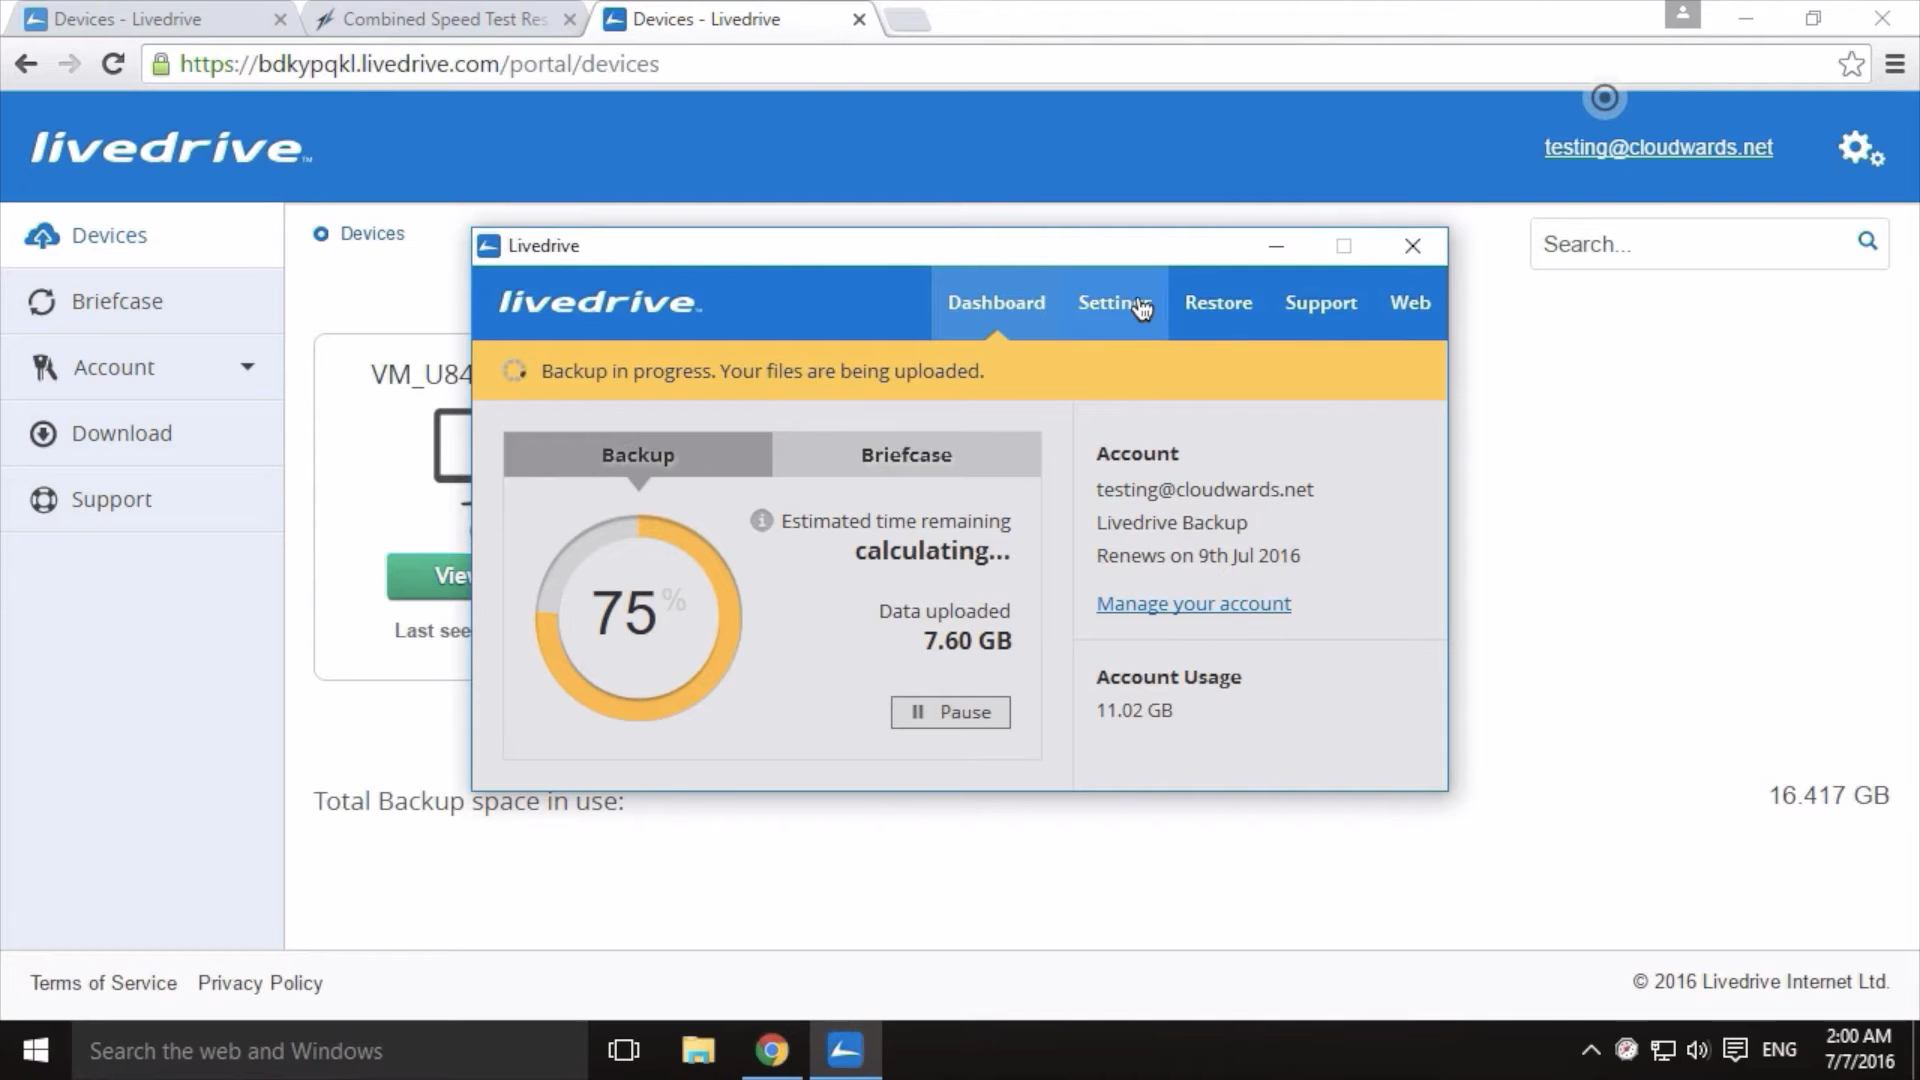 Devices - Livedrive
Combined Speed Test Res
Devices - Livedrive
https://bdkypqkl.livedrive.com/portal/devices
livedrive™
testing@cloudwards.net
Devices
Briefcase
Account
Download
Support
Devices
Search...
VM_U84
View
Last see
Total Backup space in use:
16.417 GB
Livedrive
livedrive™
Dashboard Settings Restore Support Web
Backup in progress. Your files are being uploaded.
Backup Briefcase
75 %
Estimated time remaining
calculating...
Data uploaded
7.60 GB
Pause
Account
testing@cloudwards.net
Livedrive Backup
Renews on 9th Jul 2016
Manage your account
Account Usage
11.02 GB
Terms of Service Privacy Policy
© 2016 Livedrive Internet Ltd.
Search the web and Windows
ENG
2:00 AM
7/7/2016